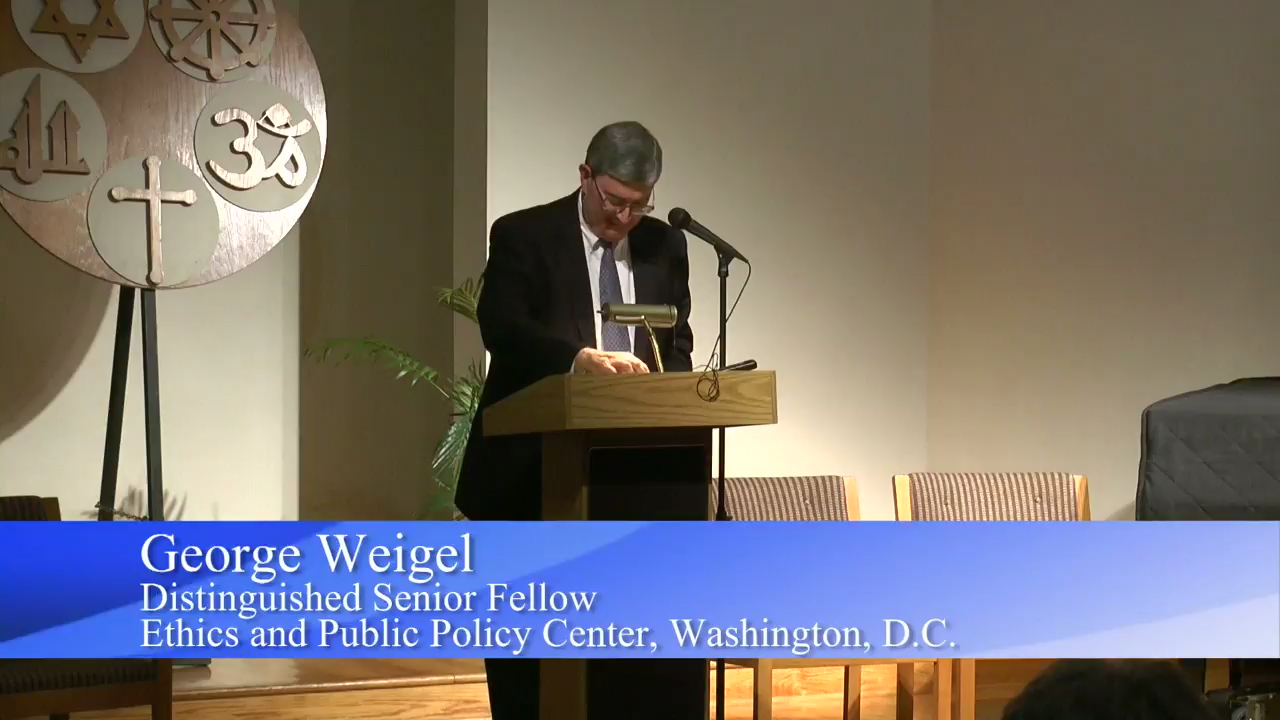 George Weigel
Distinguished Senior Fellow
Ethics and Public Policy Center, Washington, D.C.